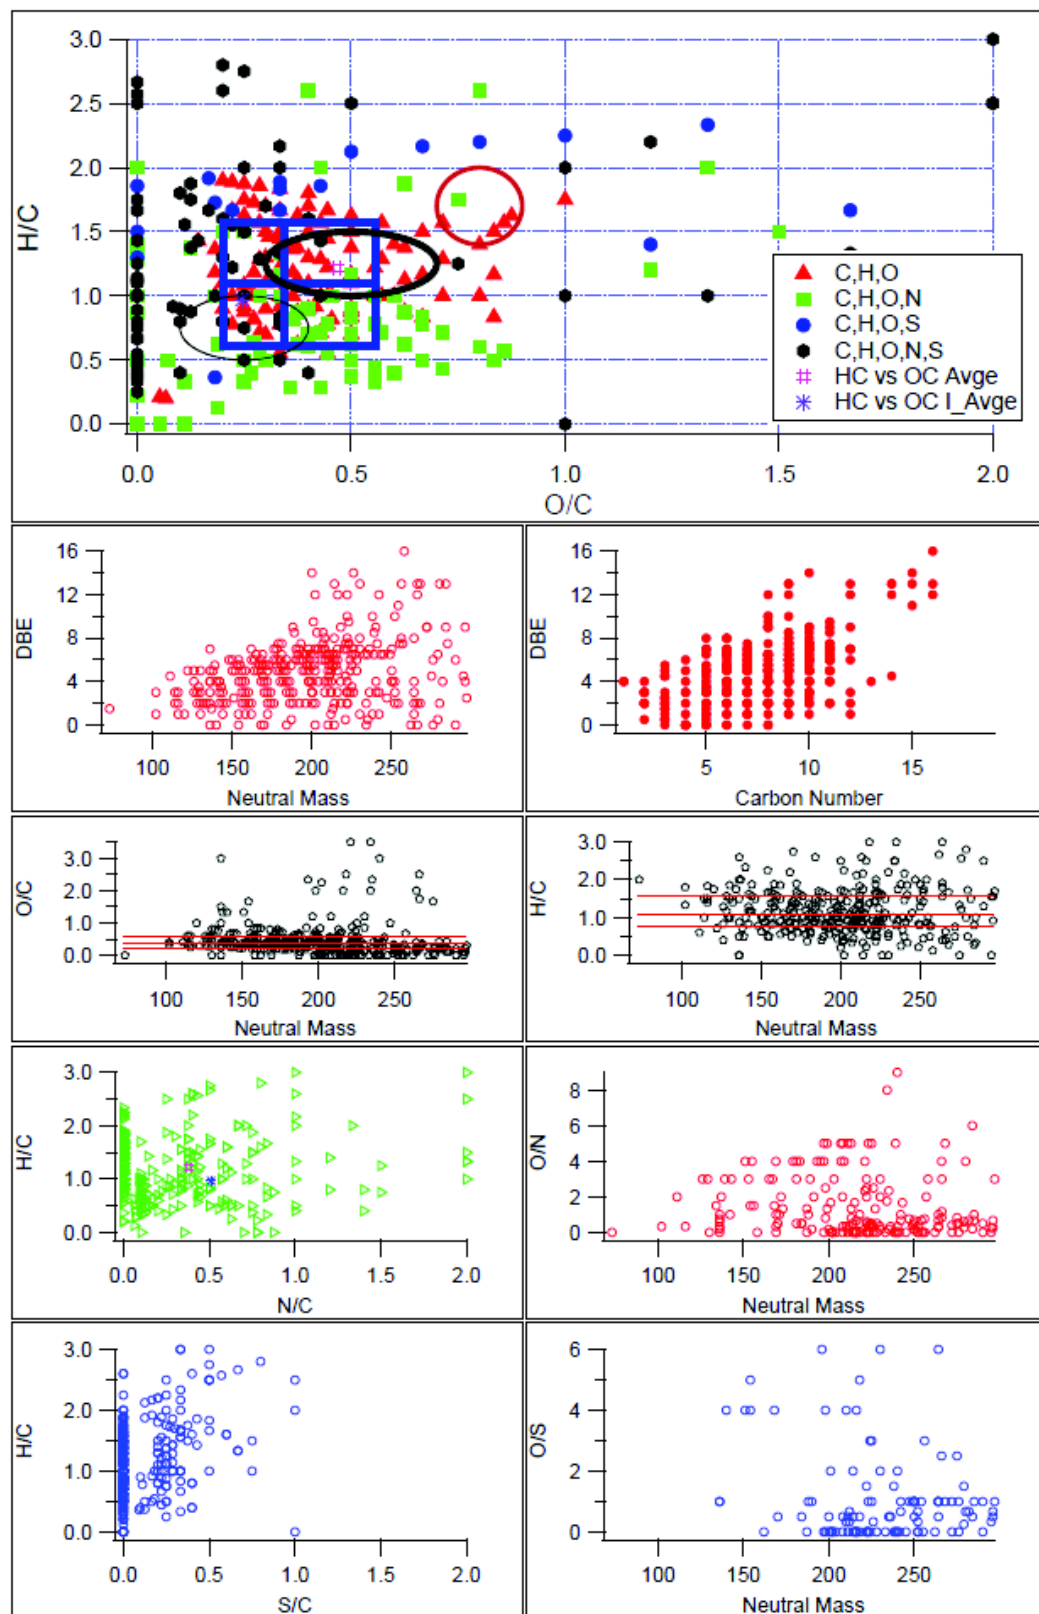 3.0
2.5
2.0
1.5
1.0
0.5
0.0
H/C
C,H,O
C,H,O,N
C,H,O,S
C,H,O,N,S
HC vs OC Avge
HC vs OC I_Avge
0.0 0.5 1.0 1.5 2.0
O/C
16
12
8
4
0
DBE
100 150 200 250
Neutral Mass
16
12
8
4
0
DBE
5 10 15
Carbon Number
3.0
2.0
1.0
0.0
O/C
100 150 200 250
Neutral Mass
3.0
2.0
1.0
0.0
H/C
100 150 200 250
Neutral Mass
3.0
2.0
1.0
0.0
H/C
0.0 0.5 1.0 1.5 2.0
N/C
8
6
4
2
0
O/N
100 150 200 250
Neutral Mass
3.0
2.0
1.0
0.0
H/C
0.0 0.5 1.0 1.5 2.0
S/C
6
4
2
0
O/S
100 150 200 250
Neutral Mass